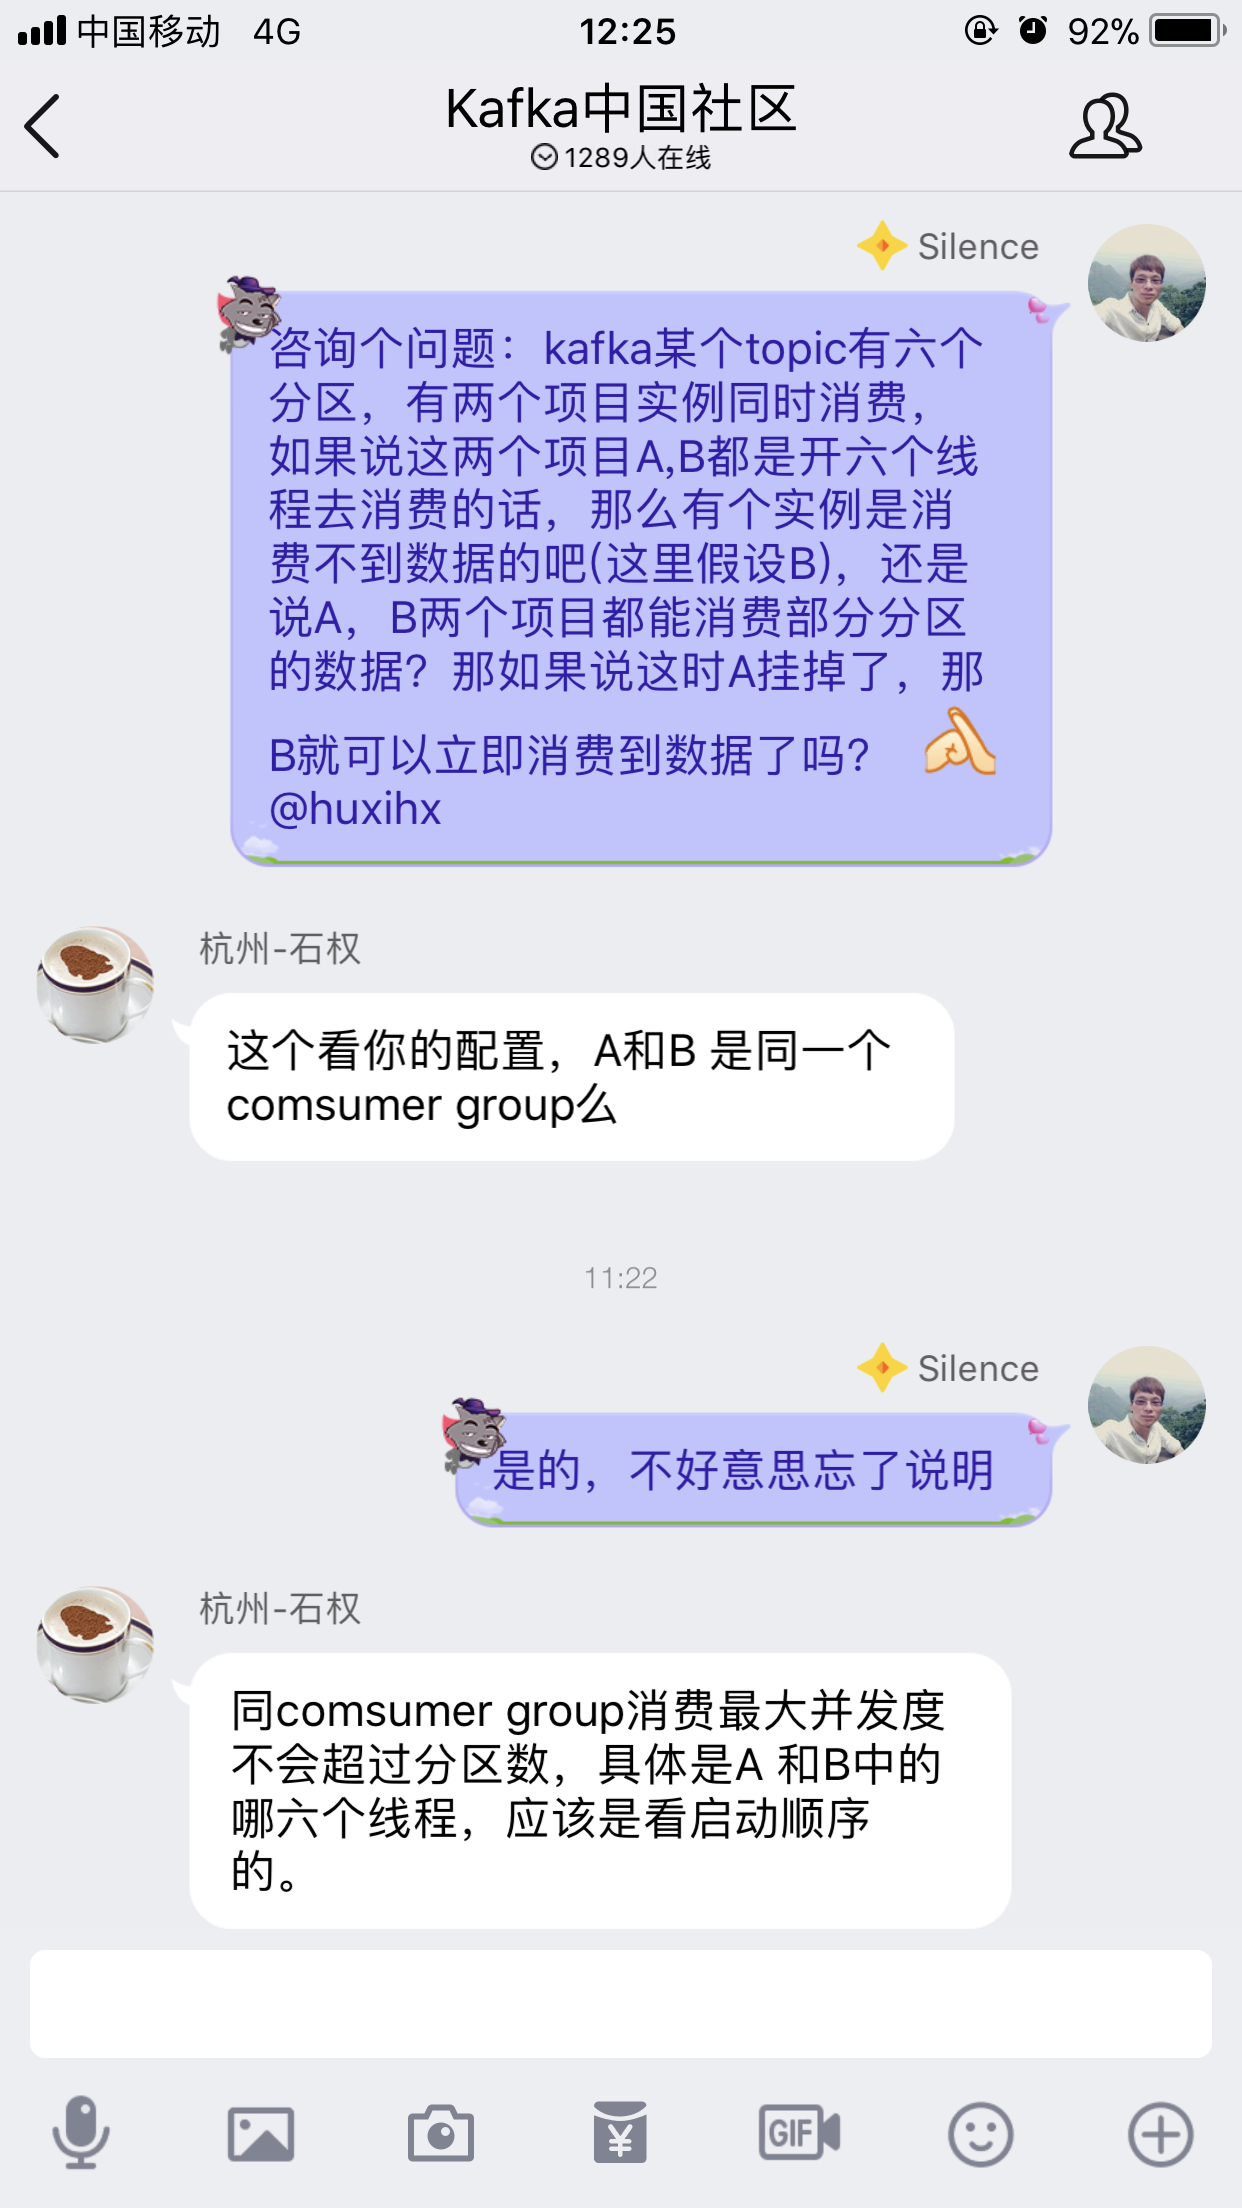 中国移动 4G 12:25 92%
Kafka中国社区
1289人在线
Silence
咨询个问题：kafka某个topic有六个
分区，有两个项目实例同时消费，
如果说这两个项目A,B都是开六个线
程去消费的话，那么有个实例是消
费不到数据的吧(这里假设B)，还是
说A，B两个项目都能消费部分分区
的数据？那如果说这时A挂掉了，那
B就可以立即消费到数据了吗？
@huxihx
杭州-石权
这个看你的配置，A和B 是同一个
comsumer group么
11:22
Silence
是的，不好意思忘了说明
杭州-石权
同comsumer group消费最大并发度
不会超过分区数，具体是A 和B中的
哪六个线程，应该是看启动顺序
的。
¥
GIF